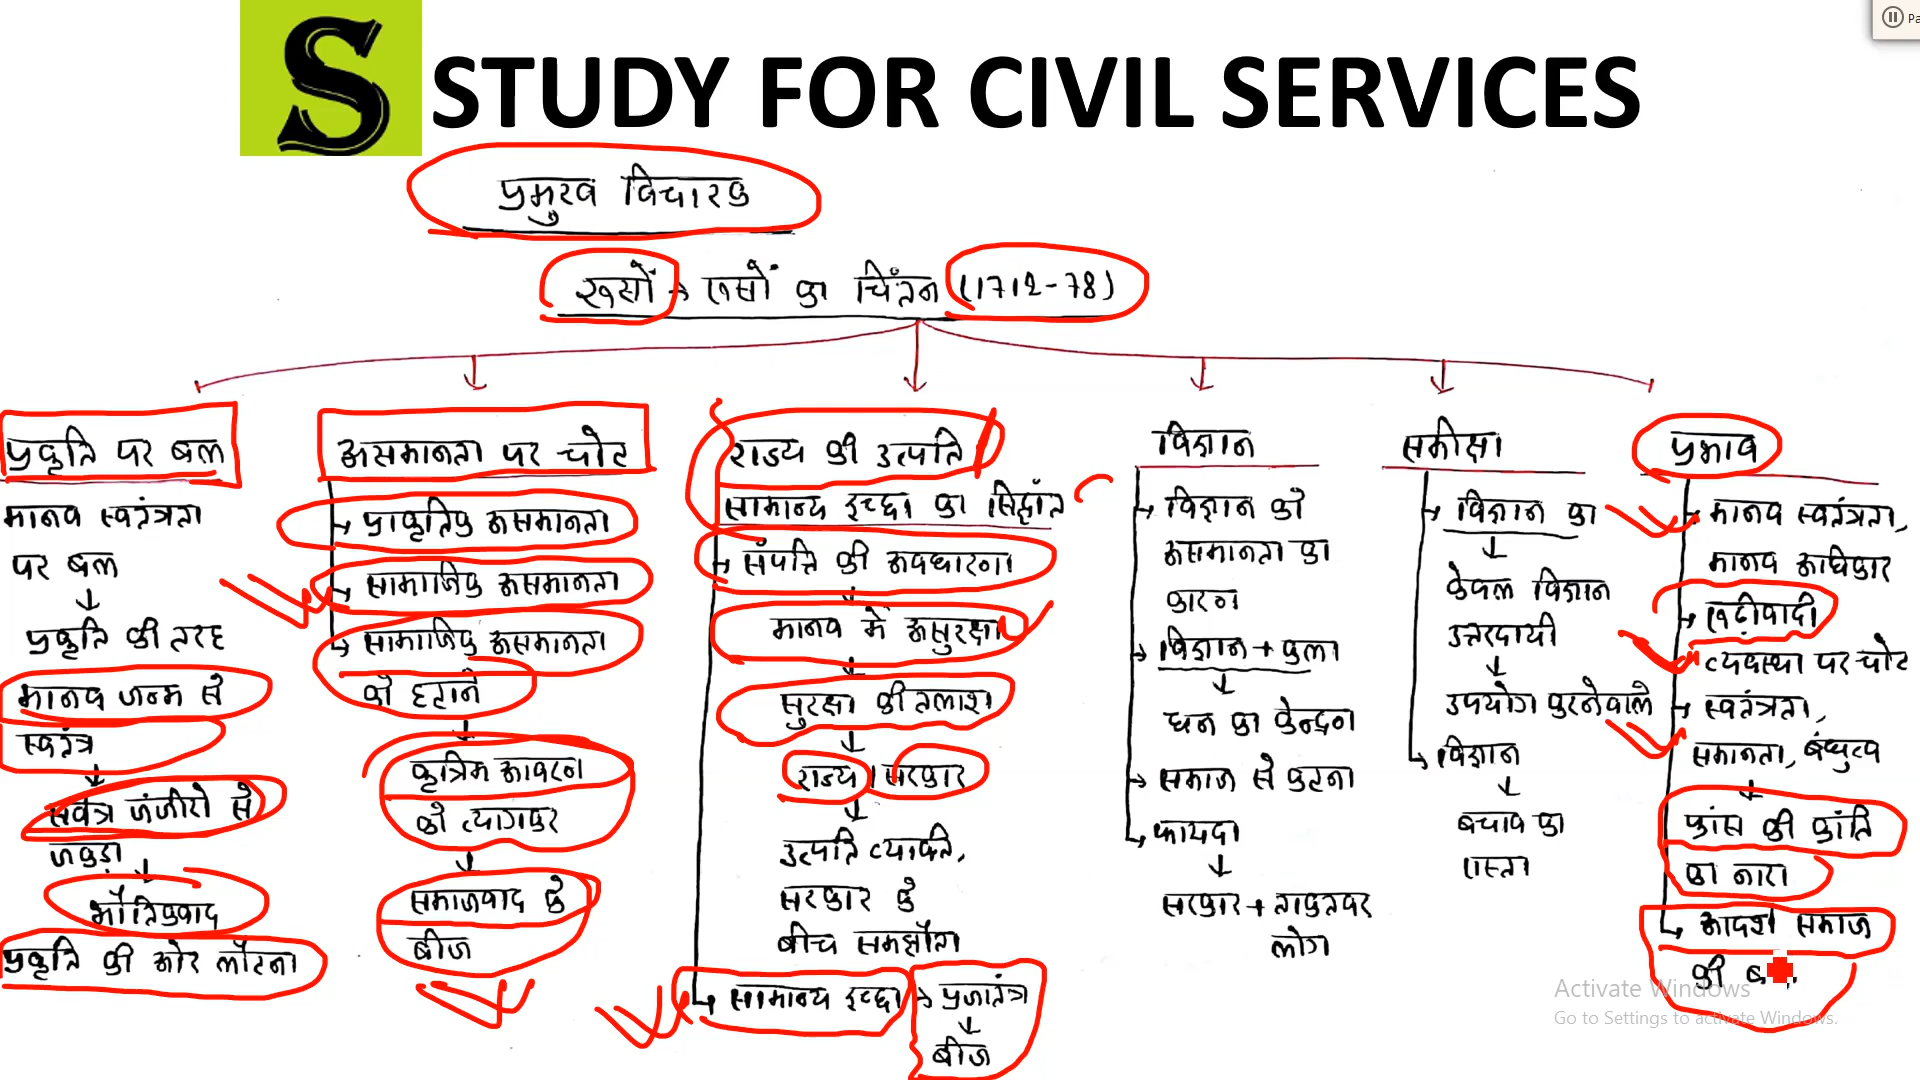 S STUDY FOR CIVIL SERVICES
Pa
प्रमुख विचारक
रूसों → रूसों का चिंतन (1712-78)
प्रकृति पर बल
मानव स्वतंत्रता
पर बल
↓
प्रकृति की तरह
मानव जन्म से
स्वतंत्र
↓
सर्वत्र जंजीरो से
जकड़ा
↓
भौतिकवाद
प्रकृति की ओर लौटना
असमानता पर चोट
→ प्राकृतिक असमानता
→ सामाजिक असमानता
→ सामाजिक असमानता
को हटाने
↓
कृत्रिम आवरण
को त्यागकर
↓
समाजवाद के
बीज
राज्य की उत्पति
सामान्य इच्छा का सिद्दांत
→ संपति की अवधारणा
↓
मानव में असुरक्षा
↓
सुरक्षा की तलाश
↓
राज्य / सरकार
↓
उत्पति व्यक्ति,
सरकार के
बीच समझौता
→ सामान्य इच्छा → प्रजातंत्र
↓
बीज
विज्ञान
→ विज्ञान को
असमानता का
कारण
→ विज्ञान + कला
↓
धन का केन्द्रण
→ समाज से कटना
→ फायदा
↓
सरकार + ताकतवर
लोग
समीक्षा
→ विज्ञान का
↓
केवल विज्ञान
उत्तरदायी
↓
उपयोग करनेवाले
→ विज्ञान
↓
बचाव का
रास्ता
प्रभाव
→ मानव स्वतंत्रता,
मानव अधिकार
→ रूढ़ीवादी
व्यवस्था पर चोट
→ स्वतंत्रता,
समानता, बंधुत्व
↓
फ्रांस की क्रांति
का नारा
→ आदर्श समाज
की
Activate Windows
Go to Settings to activate Windows.